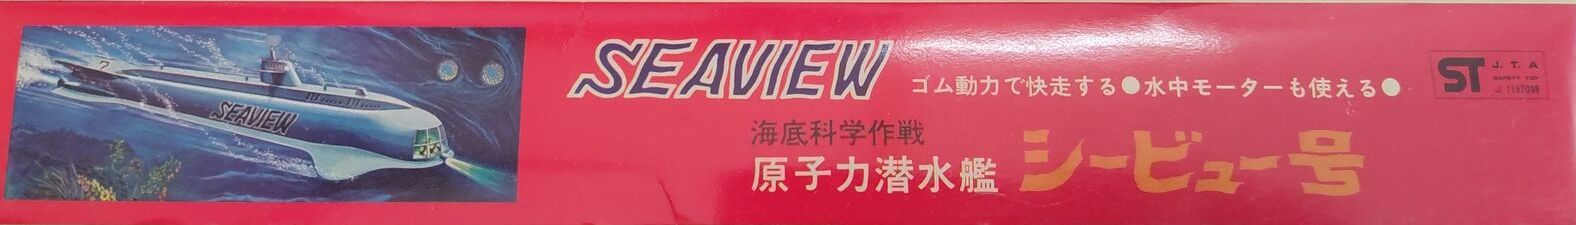 SEAVIEW
SEAVIEW
ゴム動力で快走する●水中モーターも使える●
海底科学作戦
原子力潜水艦 シービュー号
ST
J. T. A
SAFETY TOY